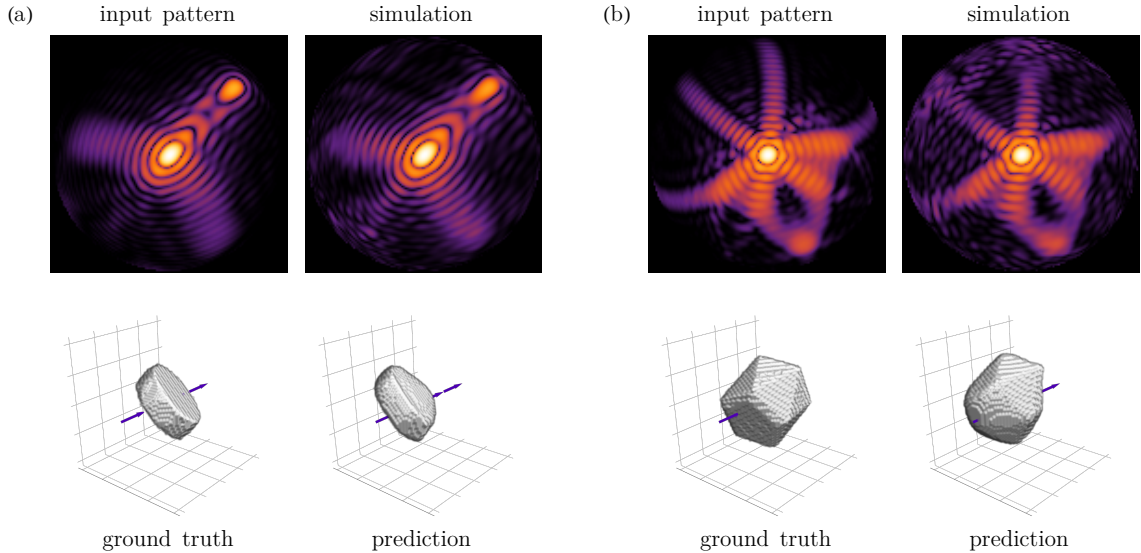 (a) input pattern simulation (b) input pattern simulation
ground truth prediction ground truth prediction